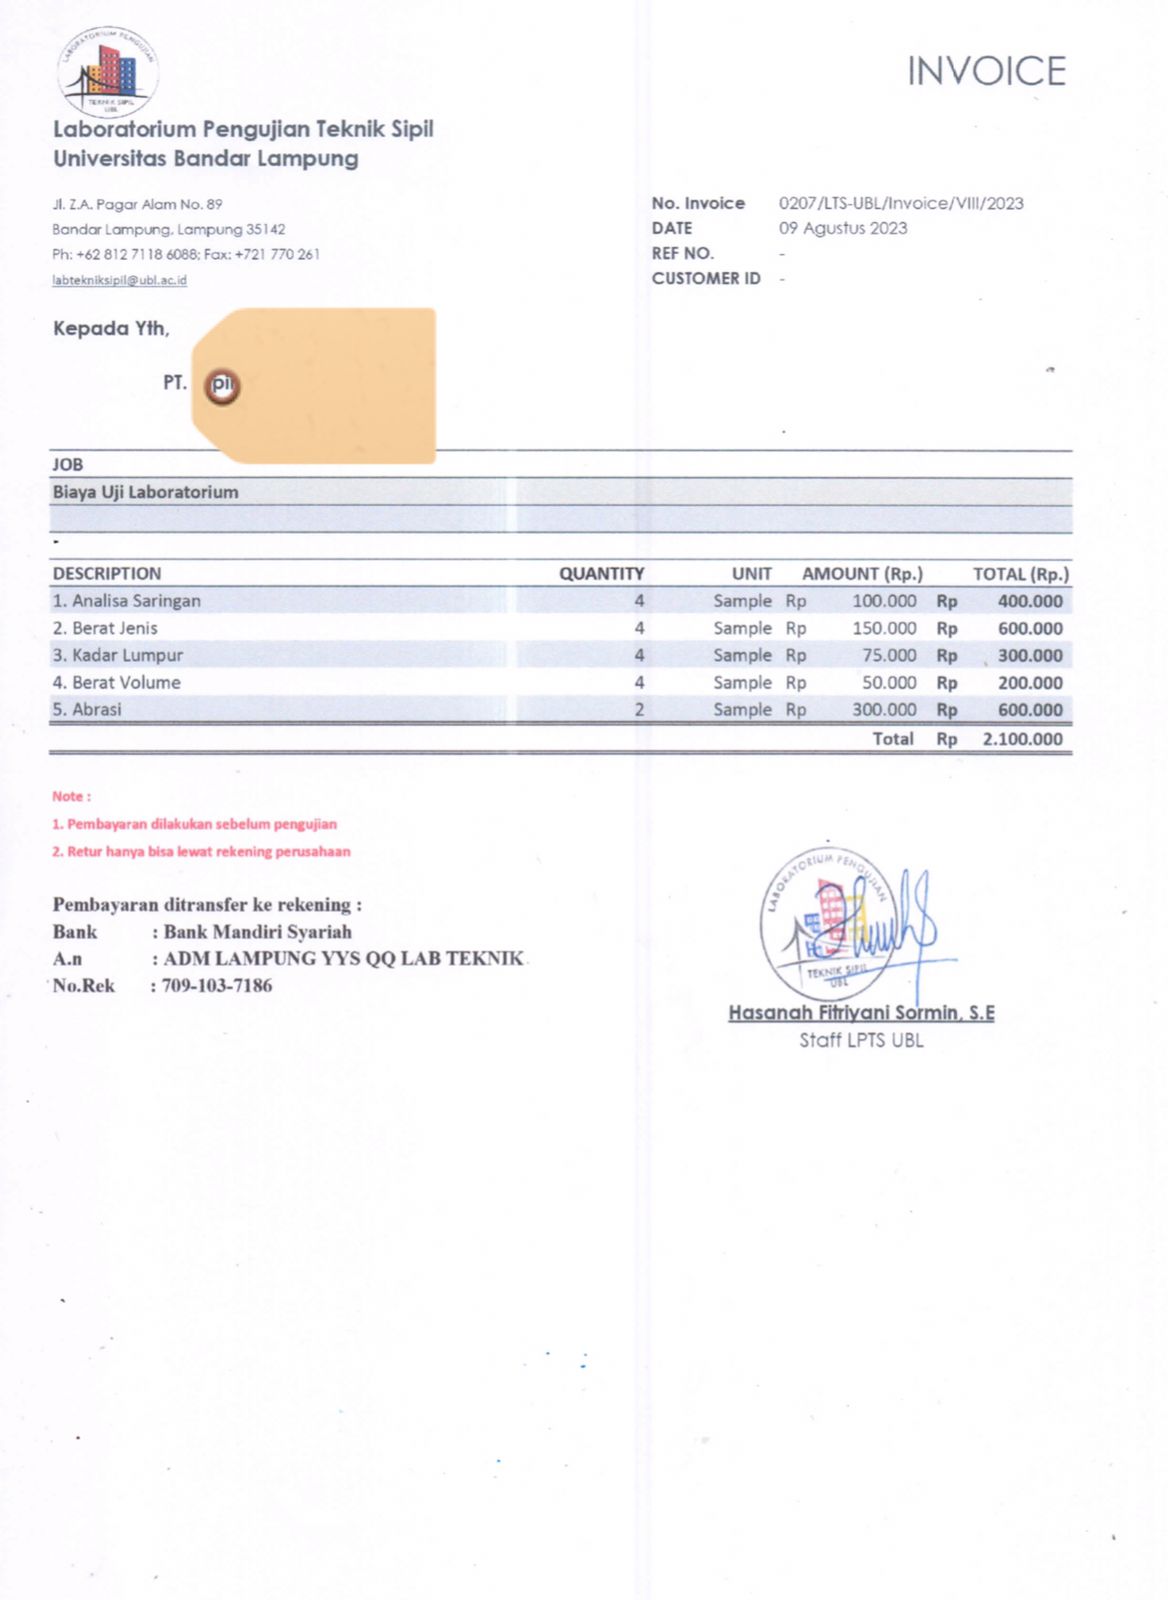 LABORATORIUM PENGUJIAN
TEKNIK SIPIL
UBL
INVOICE
Laboratorium Pengujian Teknik Sipil
Universitas Bandar Lampung
Jl. Z.A. Pagar Alam No. 89
Bandar Lampung, Lampung 35142
Ph: +62 812 7118 6088; Fax: +721 770 261
labtekniksipil@ubl.ac.id
No. Invoice 0207/LTS-UBL/Invoice/VIII/2023
DATE 09 Agustus 2023
REF NO. -
CUSTOMER ID -
Kepada Yth,
PT.
JOB
Biaya Uji Laboratorium
-
DESCRIPTION QUANTITY UNIT AMOUNT (Rp.) TOTAL (Rp.)
1. Analisa Saringan 4 Sample Rp 100.000 Rp 400.000
2. Berat Jenis 4 Sample Rp 150.000 Rp 600.000
3. Kadar Lumpur 4 Sample Rp 75.000 Rp 300.000
4. Berat Volume 4 Sample Rp 50.000 Rp 200.000
5. Abrasi 2 Sample Rp 300.000 Rp 600.000
Total Rp 2.100.000
Note :
1. Pembayaran dilakukan sebelum pengujian
2. Retur hanya bisa lewat rekening perusahaan
Pembayaran ditransfer ke rekening :
Bank : Bank Mandiri Syariah
A.n : ADM LAMPUNG YYS QQ LAB TEKNIK
No.Rek : 709-103-7186
LABORATORIUM PENGUJIAN
TEKNIK SIPIL
UBL
Hasanah Fitriyani Sormin, S.E
Staff LPTS UBL